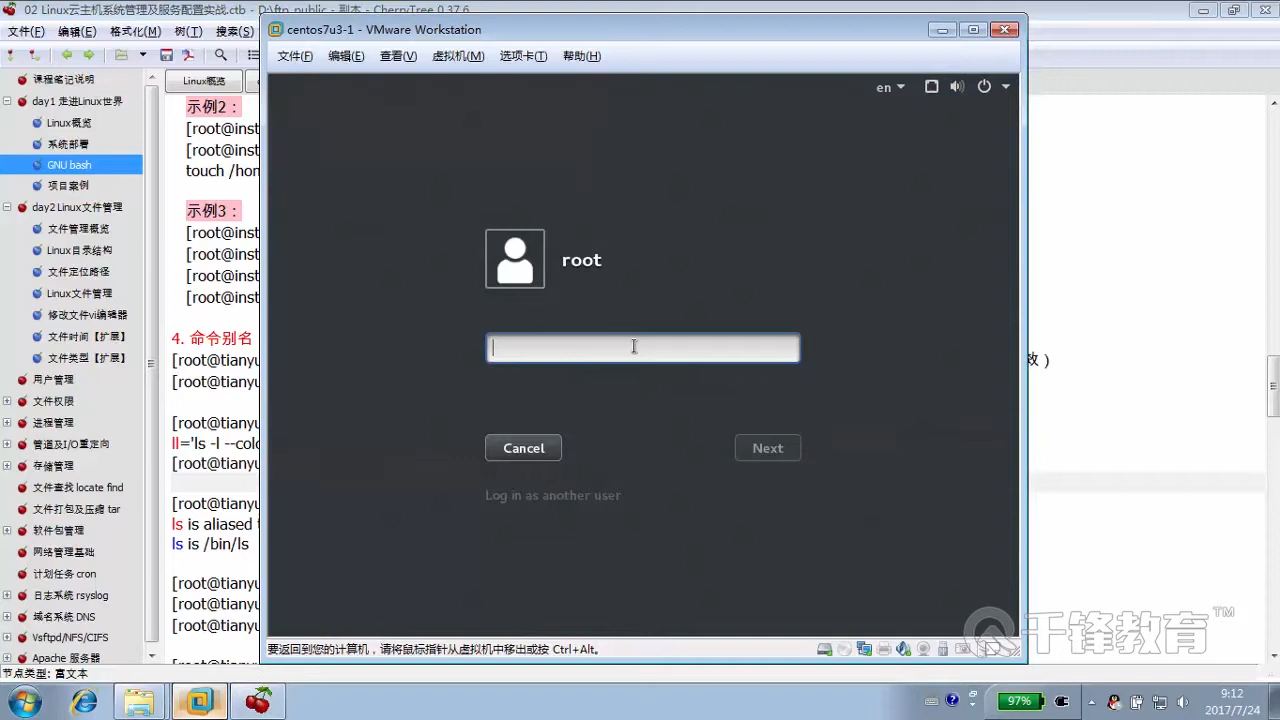 02 Linux云主机系统管理及服务配置实战.ctb - D:\ftp_public - 副本 - CherryTree 0.37.6
文件(F) 编辑(E) 格式化(M) 树(T) 搜索(S)
课程笔记说明
day1 走进Linux世界
Linux概览
系统部署
GNU bash
项目案例
day2 Linux文件管理
文件管理概览
Linux目录结构
文件定位路径
Linux文件管理
修改文件vi编辑器
文件时间【扩展】
文件类型【扩展】
用户管理
文件权限
进程管理
管道及I/O重定向
存储管理
文件查找 locate find
文件打包及压缩 tar
软件包管理
网络管理基础
计划任务 cron
日志系统 rsyslog
域名系统 DNS
Vsftpd/NFS/CIFS
Apache 服务器
节点类型: 富文本
Linux概览
示例2：
[root@inst
[root@inst
touch /hon
示例3：
[root@inst
[root@inst
[root@inst
[root@inst
4. 命令别名
[root@tianyu
[root@tianyu
[root@tianyu
ll='ls -l --colo
[root@tianyu
[root@tianyu
ls is aliased t
ls is /bin/ls
[root@tianyu
[root@tianyu
[root@tianyu
[root@tianyu
效 )
centos7u3-1 - VMware Workstation
文件(F) 编辑(E) 查看(V) 虚拟机(M) 选项卡(T) 帮助(H)
en
root
Cancel
Next
Log in as another user
要返回到您的计算机，请将鼠标指针从虚拟机中移出或按 Ctrl+Alt。
千锋教育™
97%
9:12
2017/7/24